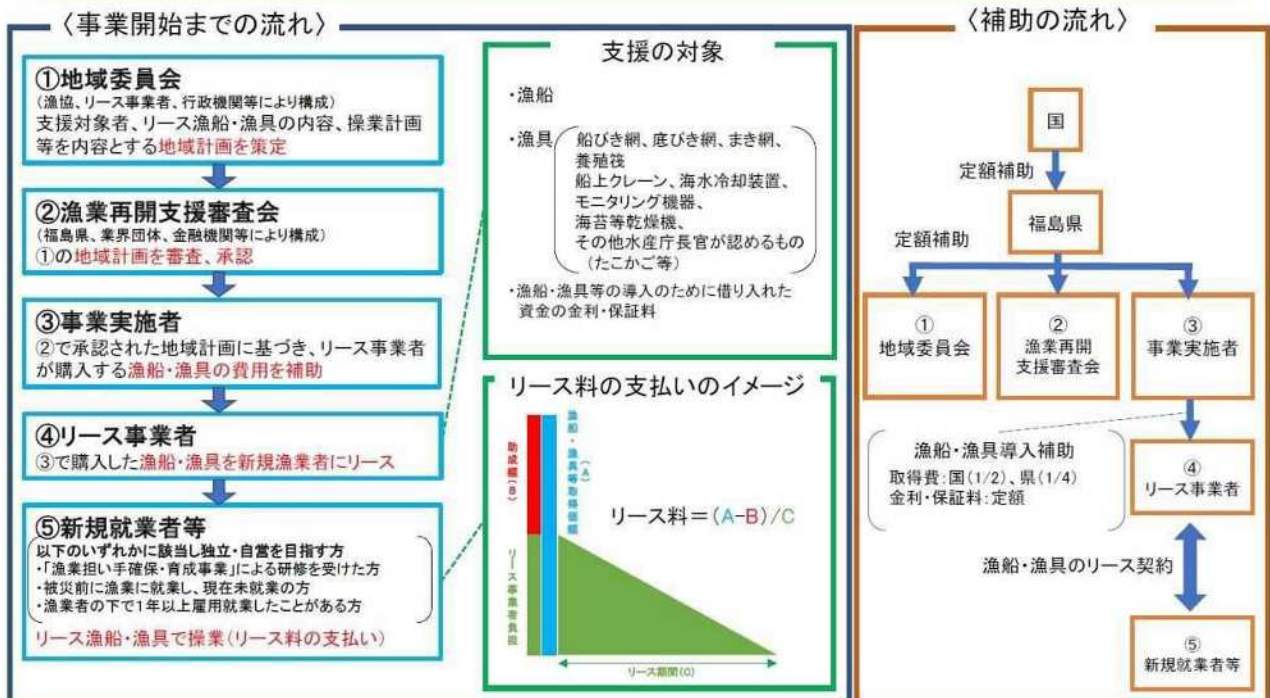 〈事業開始までの流れ〉
①地域委員会
(漁協、リース事業者、行政機関等により構成)
支援対象者、リース漁船・漁具の内容、操業計画
等を内容とする地域計画を策定
②漁業再開支援審査会
(福島県、業界団体、金融機関等により構成)
①の地域計画を審査、承認
③事業実施者
②で承認された地域計画に基づき、リース事業者
が購入する漁船・漁具の費用を補助
④リース事業者
③で購入した漁船・漁具を新規漁業者にリース
⑤新規就業者等
以下のいずれかに該当し独立・自営を目指す方
・「漁業担い手確保・育成事業」による研修を受けた方
・被災前に漁業に就業し、現在未就業の方
・漁業者の下で1年以上雇用就業したことがある方
リース漁船・漁具で操業(リース料の支払い)
支援の対象
・漁船
・漁具
船びき網、底びき網、まき網、
養殖筏
船上クレーン、海水冷却装置、
モニタリング機器、
海苔等乾燥機、
その他水産庁長官が認めるもの
(たこかご等)
・漁船・漁具等の導入のために借り入れた
資金の金利・保証料
リース料の支払いのイメージ
助成額(B)
漁船・漁具等取得価額(A)
リース事業者負担
リース料=(A-B)/C
リース期間(C)
〈補助の流れ〉
国
定額補助
福島県
定額補助
①
地域委員会
②
漁業再開
支援審査会
③
事業実施者
漁船・漁具導入補助
取得費:国(1/2)、県(1/4)
金利・保証料:定額
④
リース事業者
漁船・漁具のリース契約
⑤
新規就業者等